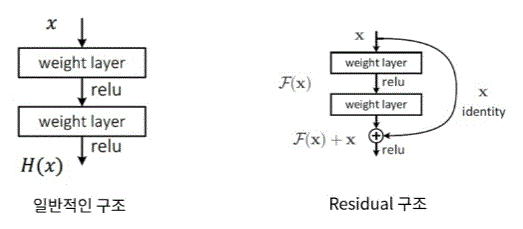 x
weight layer
relu
weight layer
relu
H(x)
일반적인 구조
x
weight layer
F(x)
relu
x
weight layer
identity
F(x) + x
+
relu
Residual 구조